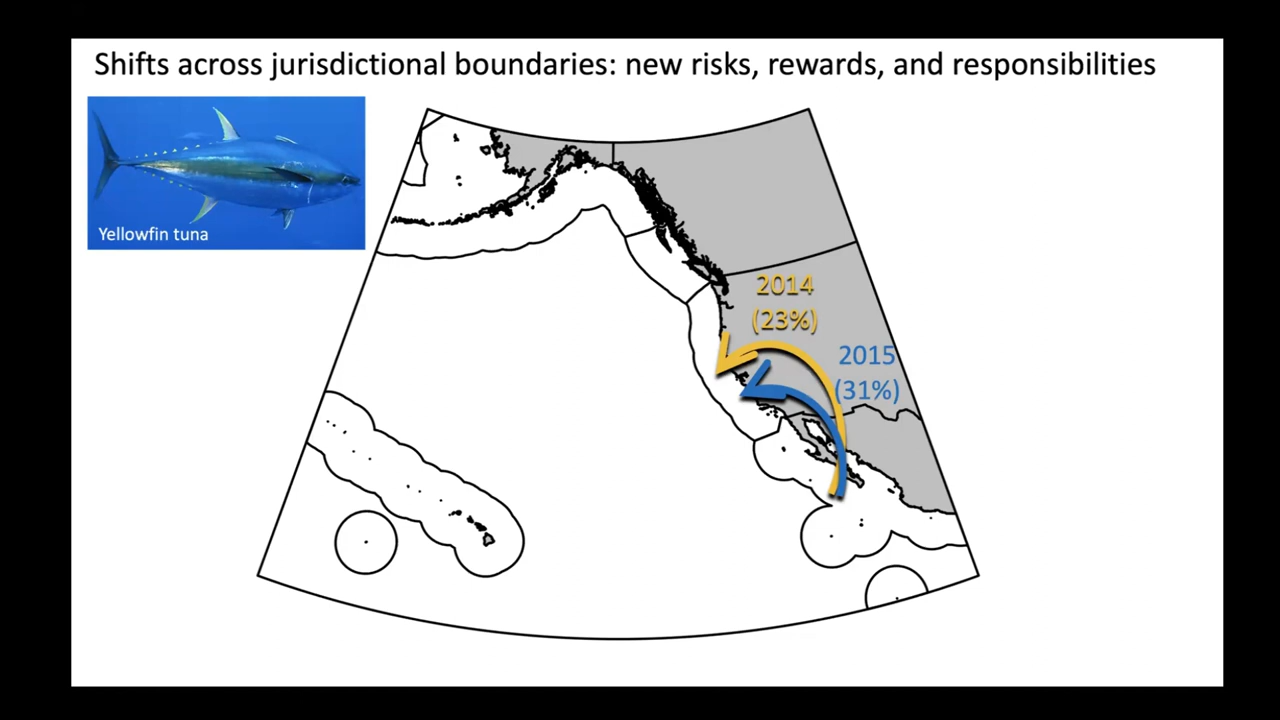 Shifts across jurisdictional boundaries: new risks, rewards, and responsibilities
Yellowfin tuna
2014
(23%)
2015
(31%)